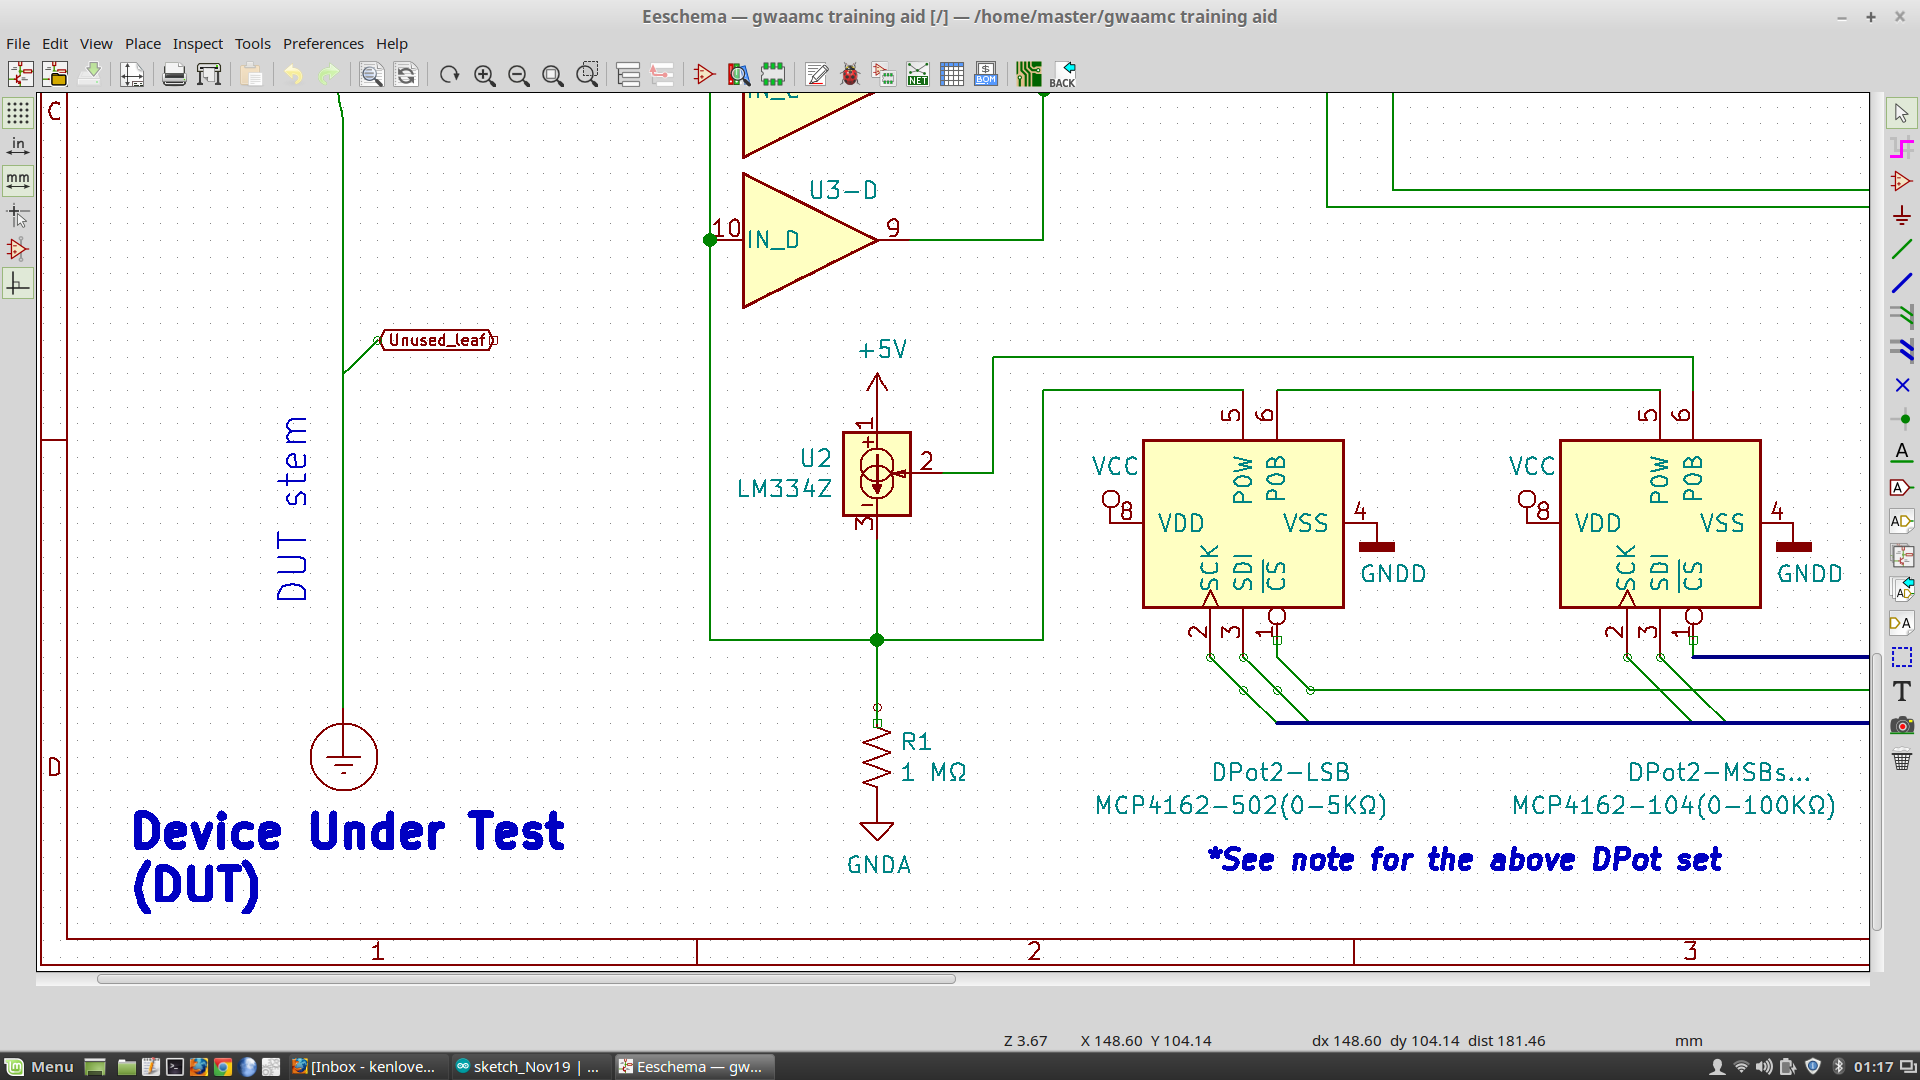 Eeschema — gwaamc training aid [/] — /home/master/gwaamc training aid
File Edit View Place Inspect Tools Preferences Help
NET
BOM
BACK
in
mm
C
IN_C
U3-D
10
IN_D
9
Unused_leaf
+5V
1
+
2
-
3
U2
LM334Z
DUT stem
5 6
5 6
VCC
8
VDD
P0W
P0B
VSS
4
GNDD
SCK
SDI
CS
2 3 1
VCC
8
VDD
P0W
P0B
VSS
4
GNDD
SCK
SDI
CS
2 3 1
R1
1 MΩ
GNDA
D
DPot2-LSB
MCP4162-502(0-5KΩ)
DPot2-MSBs...
MCP4162-104(0-100KΩ)
*See note for the above DPot set
Device Under Test
(DUT)
1 2 3
Z 3.67 X 148.60 Y 104.14 dx 148.60 dy 104.14 dist 181.46 mm
Menu [Inbox - kenlove... sketch_Nov19 | ... Eeschema — gw... 01:17